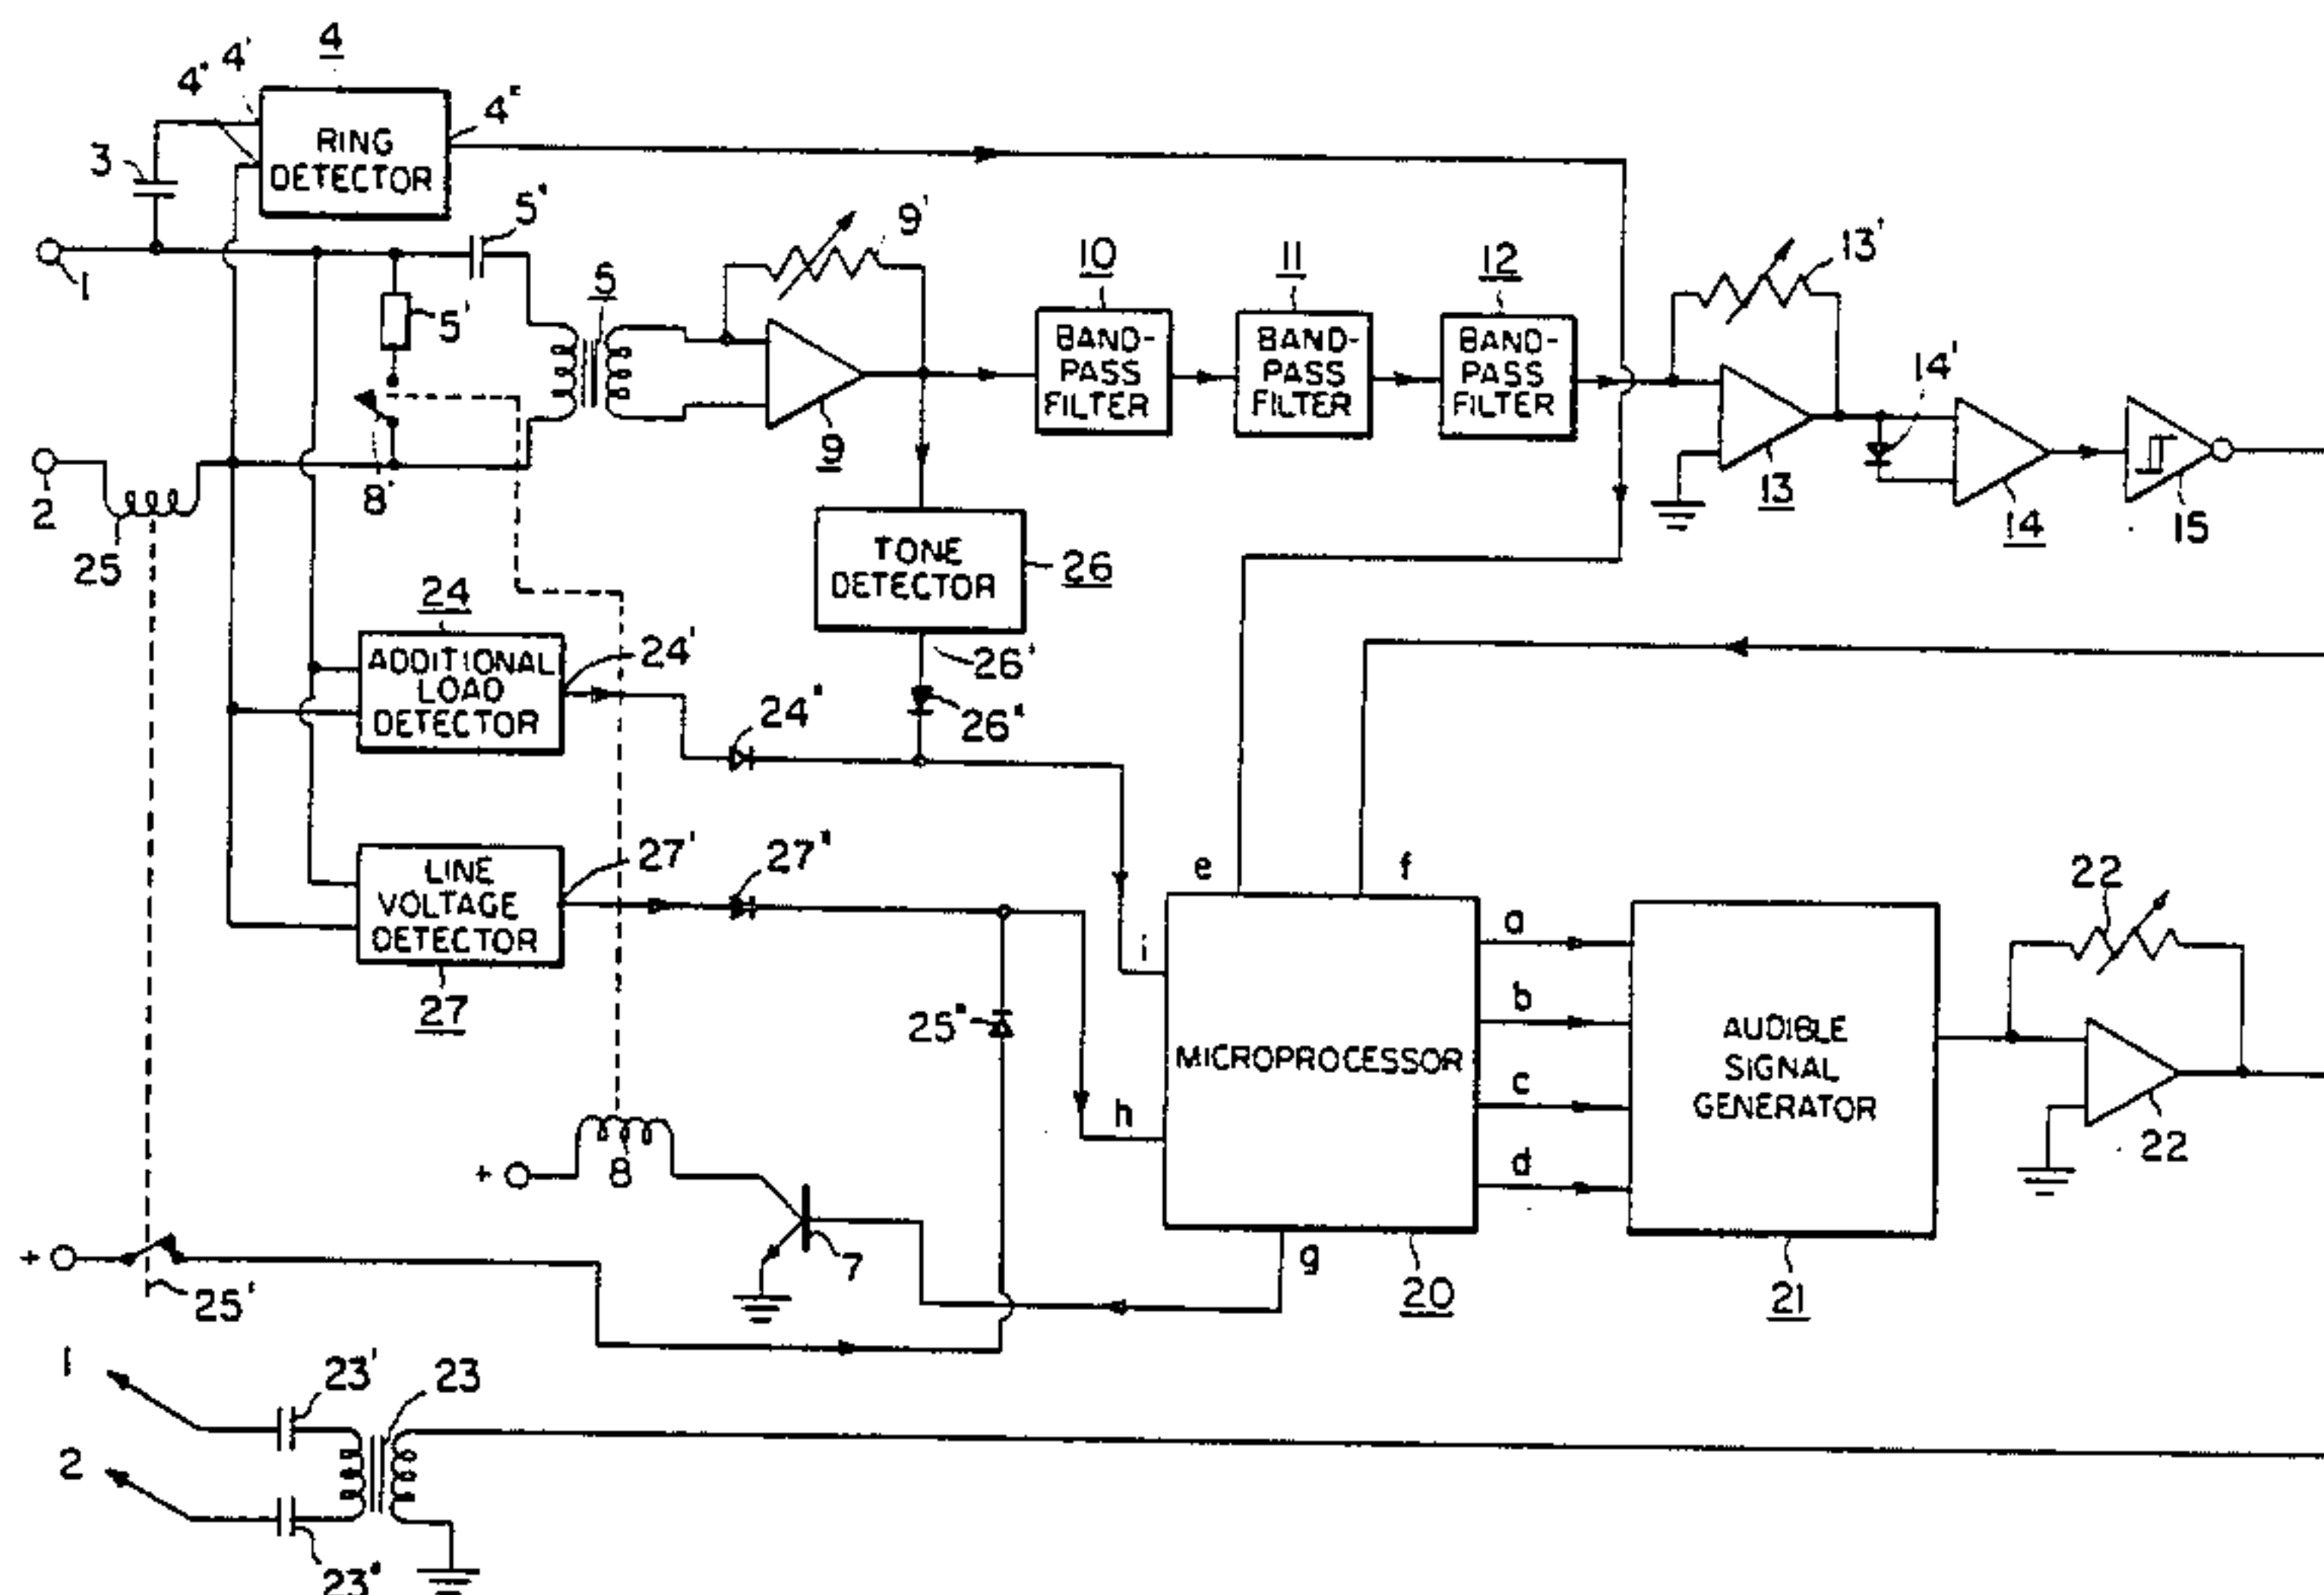 4
4" 4'
4"
RING
DETECTOR
3
5"
9'
10
11
12
13'
1
5'
5
BAND-
PASS
FILTER
BAND-
PASS
FILTER
BAND-
PASS
FILTER
14'
2
8'
9
13
14
15
25
TONE
DETECTOR
26
24
24'
26'
ADDITIONAL
LOAD
DETECTOR
24"
26"
27'
27"
e
f
22
LINE
VOLTAGE
DETECTOR
a
i
27
25"
b
MICROPROCESSOR
AUDIBLE
SIGNAL
GENERATOR
c
h
+
8
d
22
+
7
g
25'
20
21
1
23'
23
2
23"